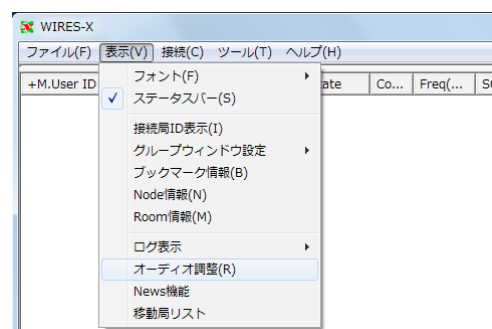 WIRES-X
ファイル(F) 表示(V) 接続(C) ツール(T) ヘルプ(H)
+M.User ID ate Co... Freq(... S
フォント(F)
ステータスバー(S)
接続局ID表示(I)
グループウィンドウ設定
ブックマーク情報(B)
Node情報(N)
Room情報(M)
ログ表示
オーディオ調整(R)
News機能
移動局リスト